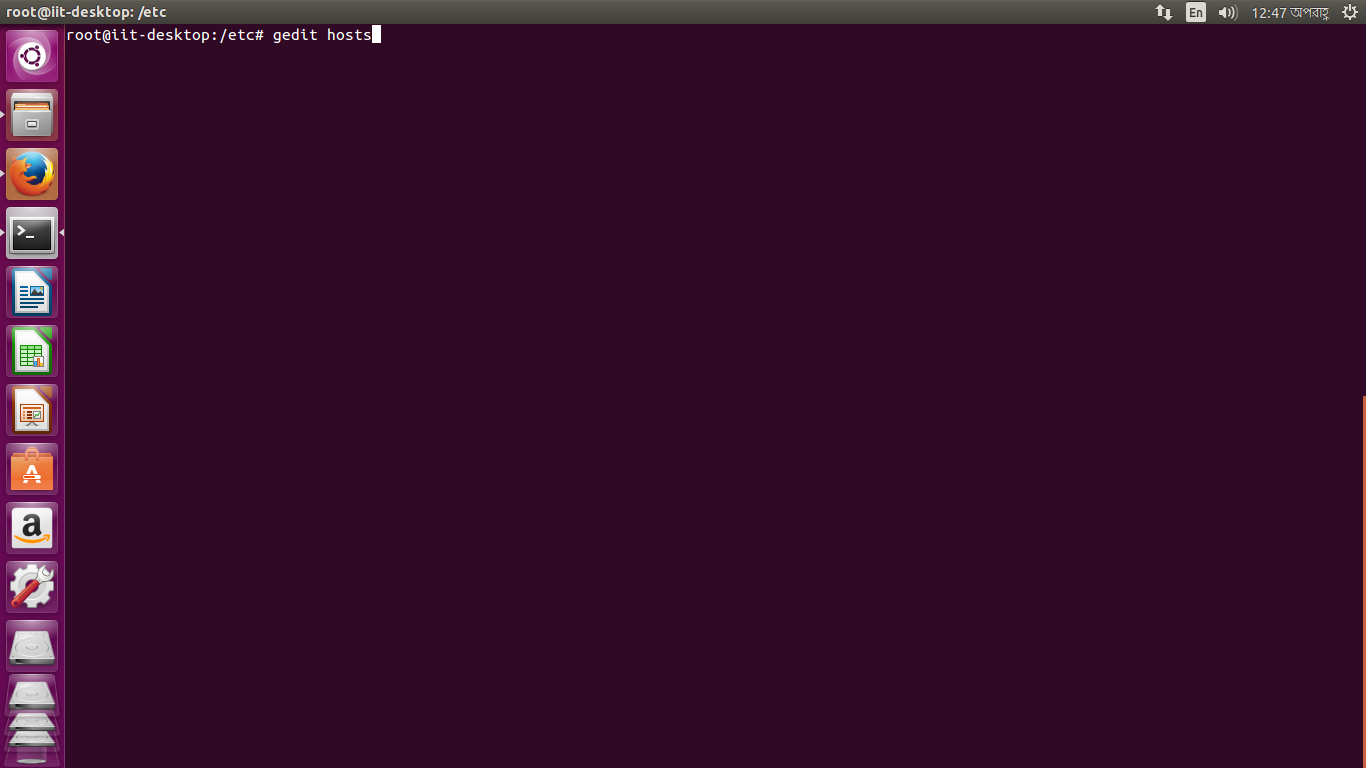 root@iit-desktop: /etc
En
12:47 অপরাহ্ণ
root@iit-desktop:/etc# gedit hosts